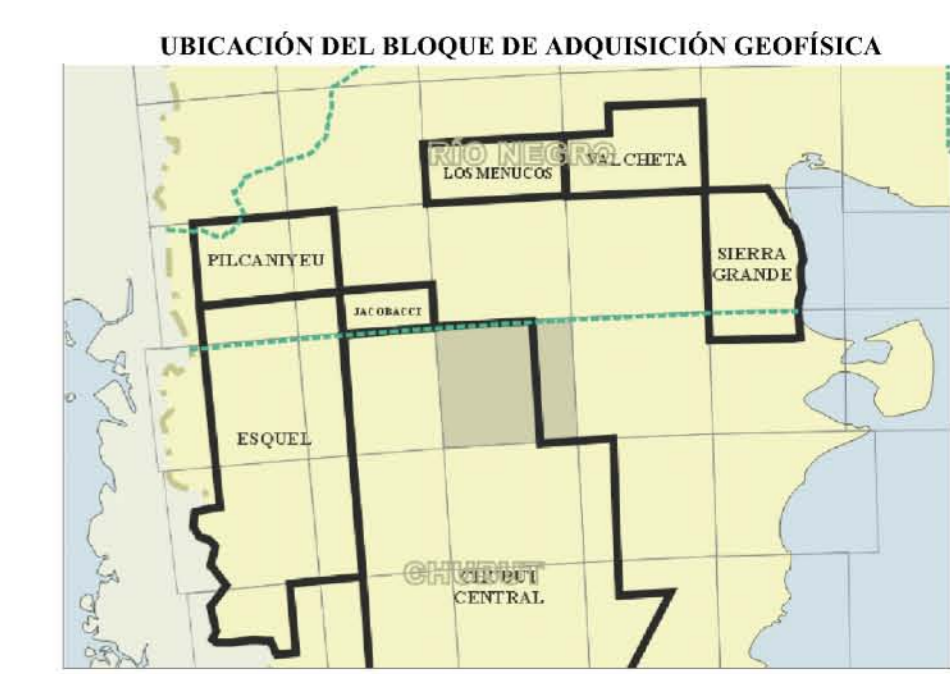 UBICACIÓN DEL BLOQUE DE ADQUISICIÓN GEOFÍSICA
RÍO NEGRO
VALCHETA
LOS MENUCOS
PILCANIYEU
SIERRA
GRANDE
JACOBACCI
ESQUEL
CHUBUT
CHUBUT
CENTRAL